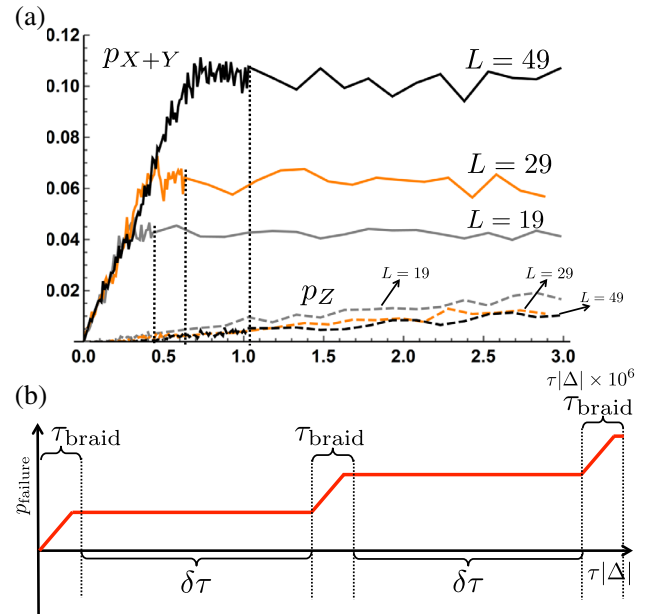 (a)
p_{X+Y}
L = 49
0.12
0.10
0.08
L = 29
0.06
L = 19
0.04
p_Z
L = 19
L = 29
0.02
L = 49
0.0 0.5 1.0 1.5 2.0 2.5 3.0
τ|Δ| × 10^6
(b)
τ_braid τ_braid τ_braid
p_failure
δτ δτ τ|Δ|